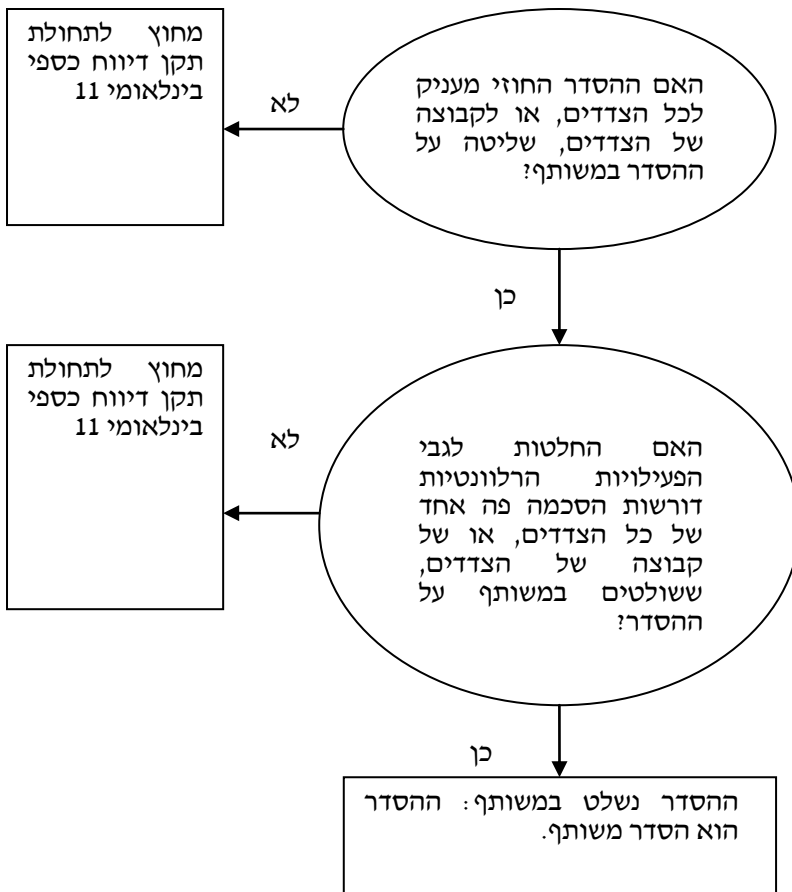 האם ההסדר החוזי מעניק
לכל הצדדים, או לקבוצה
של הצדדים, שליטה על
ההסדר במשותף?
לא
מחוץ לתחולת
תקן דיווח כספי
בינלאומי 11
כן
האם החלטות לגבי
הפעילויות הרלוונטיות
דורשות הסכמה פה אחד
של כל הצדדים, או של
קבוצה של הצדדים,
ששולטים במשותף על
ההסדר?
לא
מחוץ לתחולת
תקן דיווח כספי
בינלאומי 11
כן
ההסדר נשלט במשותף: ההסדר
הוא הסדר משותף.